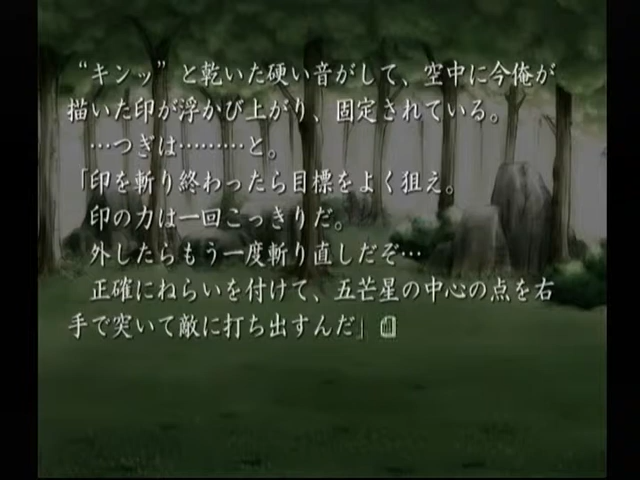 “キンッ”と乾いた硬い音がして、空中に今俺が
描いた印が浮かび上がり、固定されている。
…つぎは………と。
「印を斬り終わったら目標をよく狙え。
印の力は一回こっきりだ。
外したらもう一度斬り直しだぞ…
正確にねらいを付けて、五芒星の中心の点を右
手で突いて敵に打ち出すんだ」